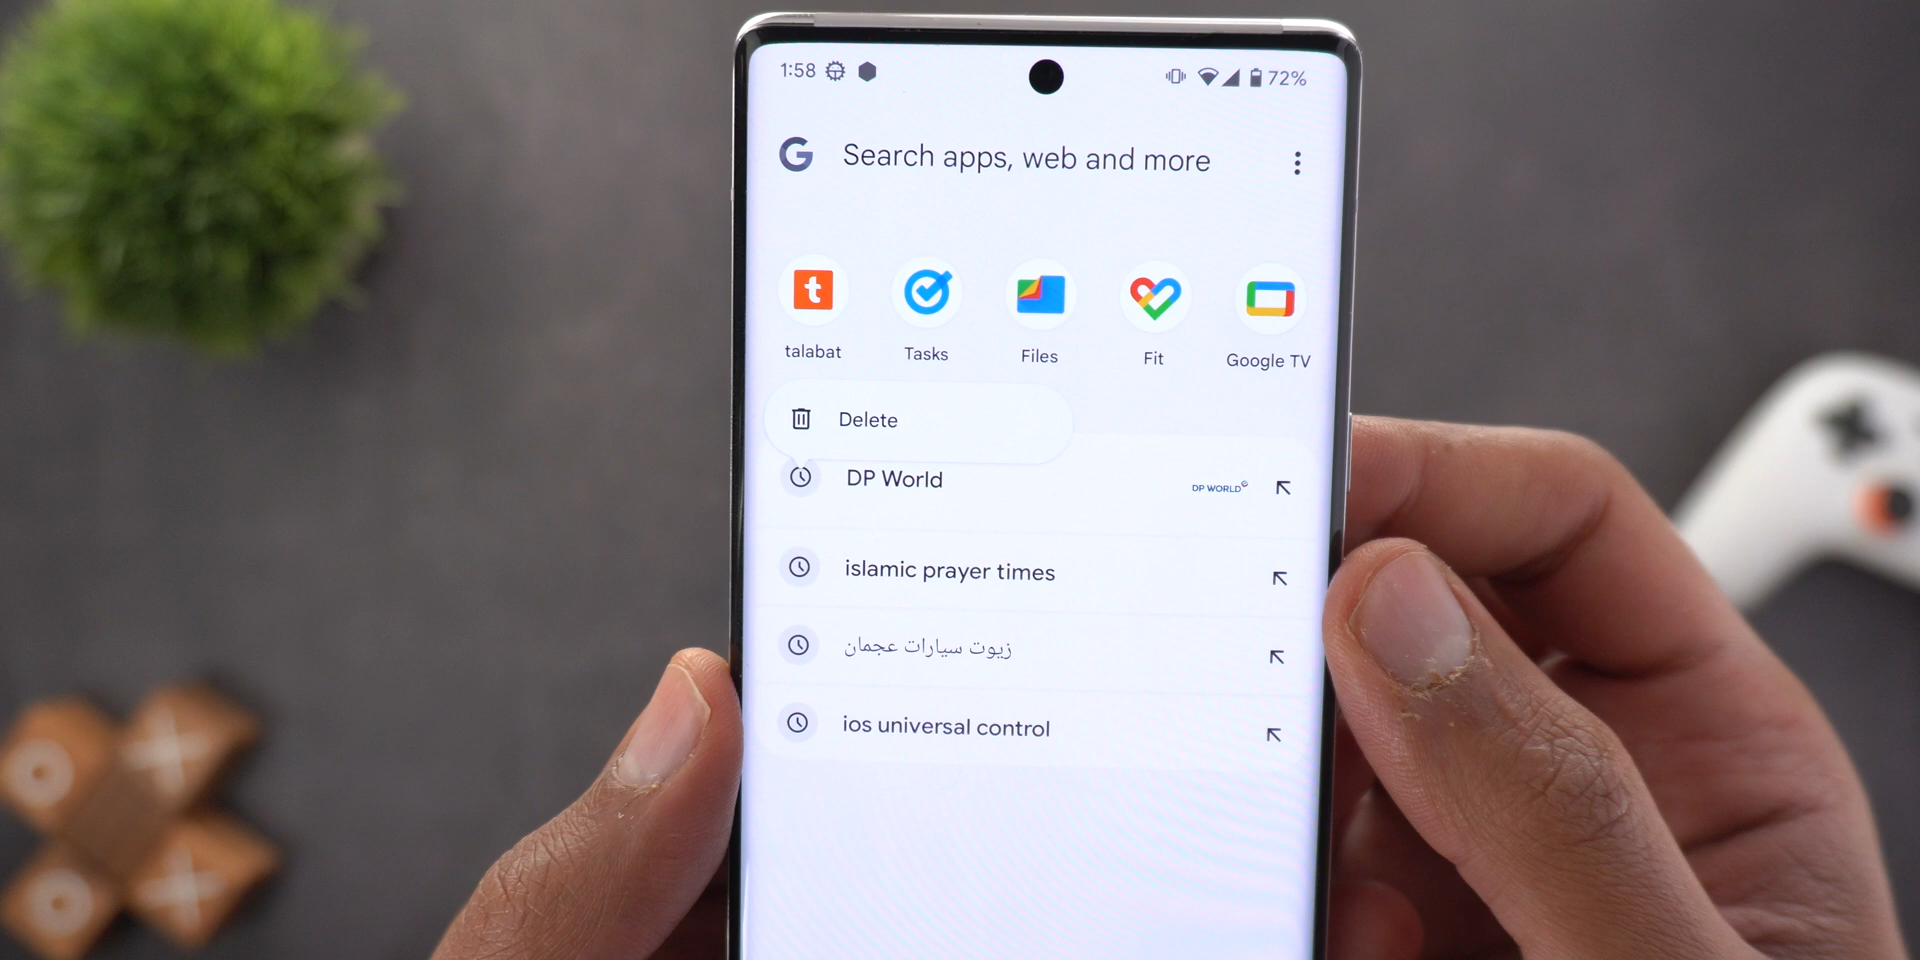 1:58 72%
Search apps, web and more
talabat Tasks Files Fit Google TV
Delete
DP World DP WORLD
islamic prayer times
زيوت سيارات عجمان
ios universal control